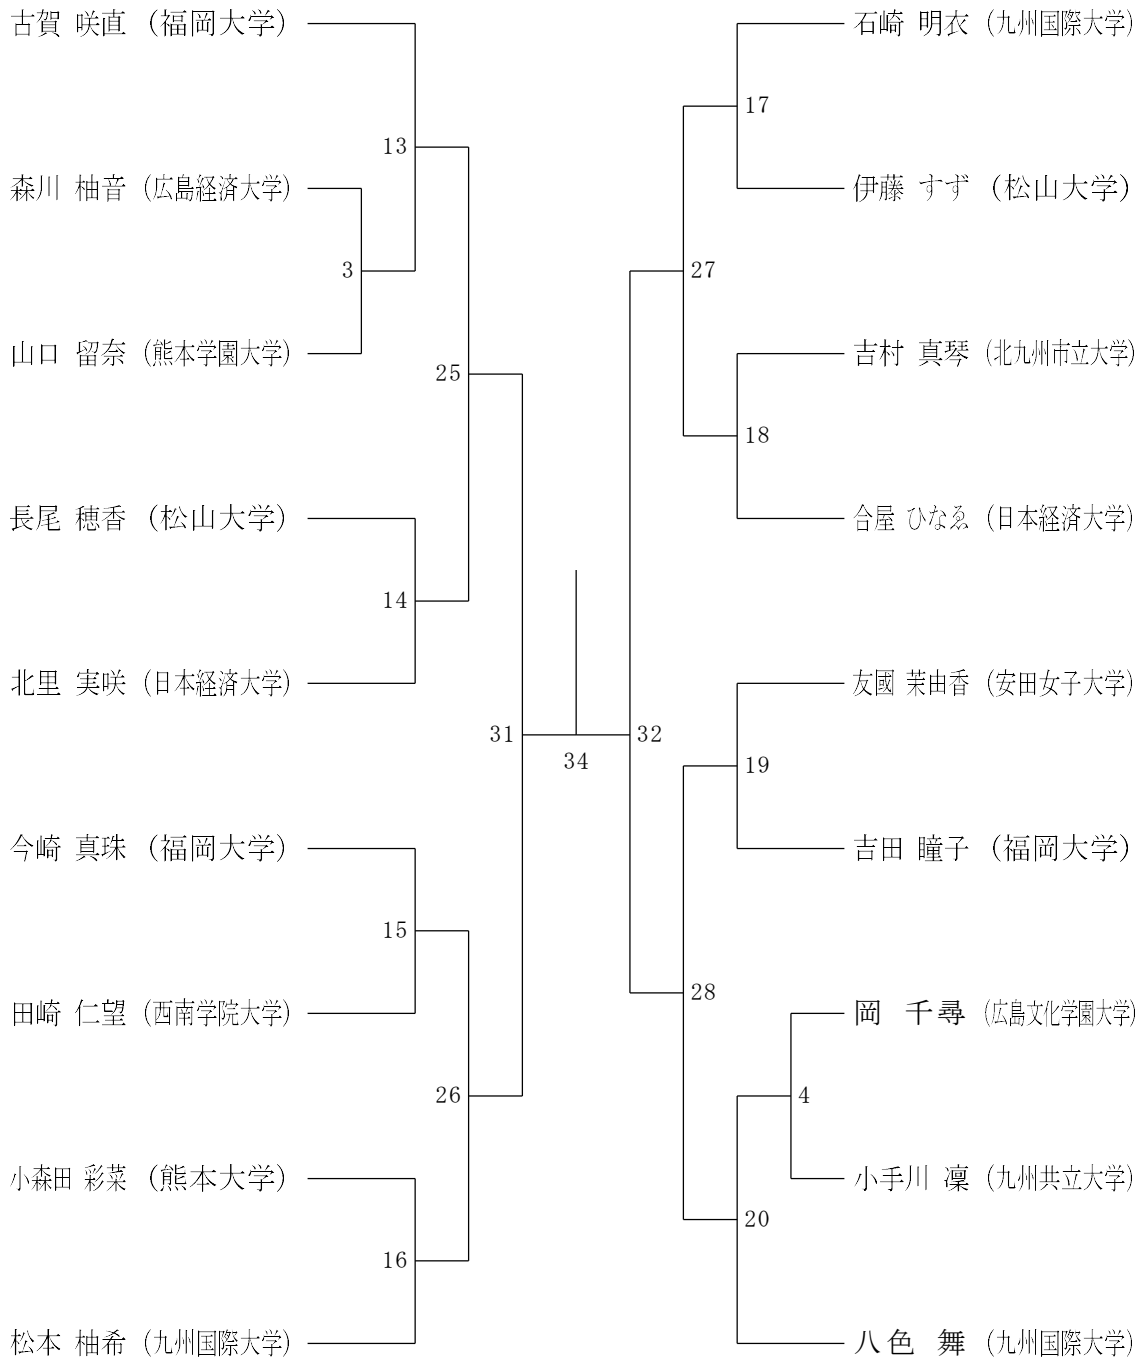 古賀 咲直 (福岡大学)
13
森川 柚音 (広島経済大学)
3
山口 留奈 (熊本学園大学)
25
長尾 穂香 (松山大学)
14
北里 実咲 (日本経済大学)
31
今崎 真珠 (福岡大学)
15
田崎 仁望 (西南学院大学)
26
小森田 彩菜 (熊本大学)
16
松本 柚希 (九州国際大学)
34
石崎 明衣 (九州国際大学)
17
伊藤 すず (松山大学)
27
吉村 真琴 (北九州市立大学)
18
合屋 ひなゑ (日本経済大学)
32
友國 茉由香 (安田女子大学)
19
吉田 瞳子 (福岡大学)
28
岡 千尋 (広島文化学園大学)
4
小手川 凜 (九州共立大学)
20
八色 舞 (九州国際大学)